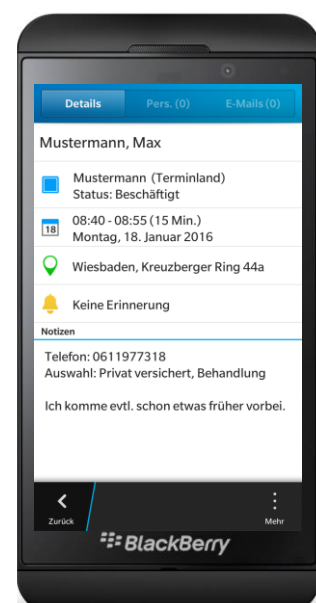 Details Pers. (0) E-Mails (0)
Mustermann, Max
Mustermann (Terminland)
Status: Beschäftigt
18
08:40 - 08:55 (15 Min.)
Montag, 18. Januar 2016
Wiesbaden, Kreuzberger Ring 44a
Keine Erinnerung
Notizen
Telefon: 0611977318
Auswahl: Privat versichert, Behandlung
Ich komme evtl. schon etwas früher vorbei.
Zurück Mehr
BlackBerry